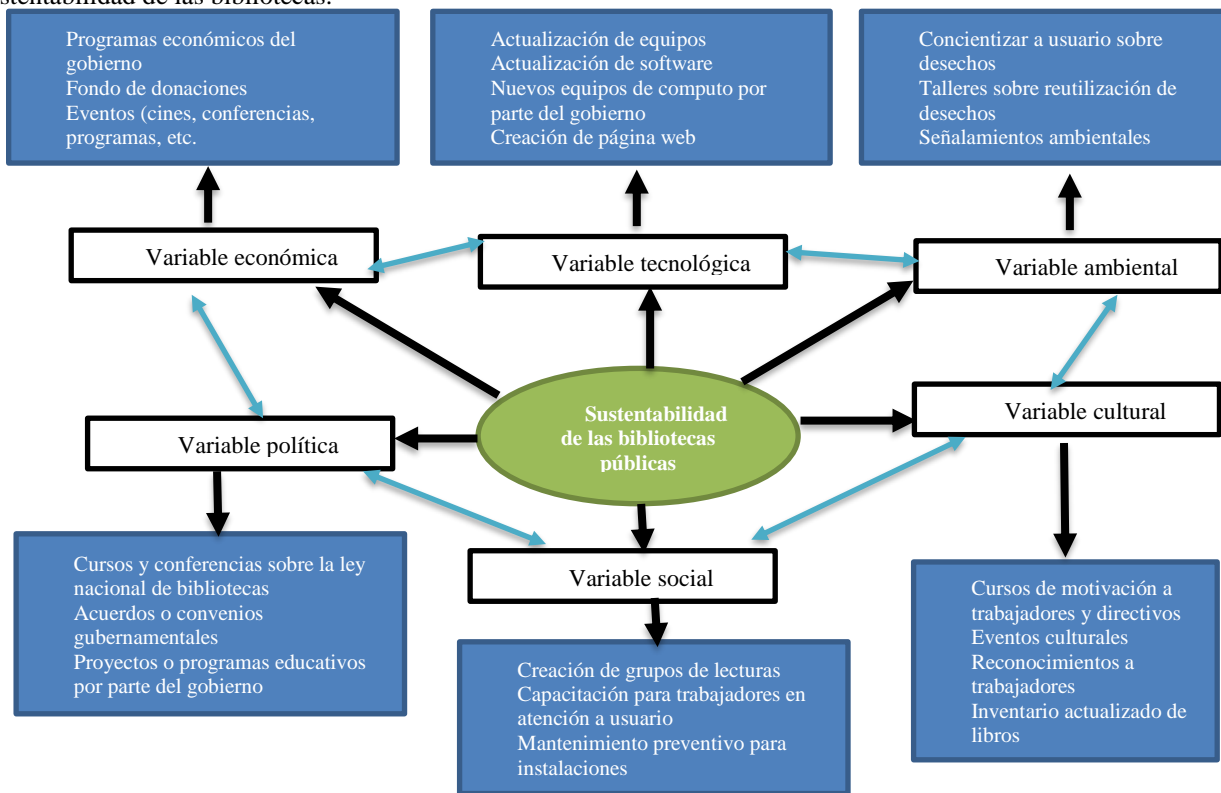 stentabilidad de las bibliotecas.
Programas económicos del
gobierno
Fondo de donaciones
Eventos (cines, conferencias,
programas, etc.
Actualización de equipos
Actualización de software
Nuevos equipos de computo por
parte del gobierno
Creación de página web
Concientizar a usuario sobre
desechos
Talleres sobre reutilización de
desechos
Señalamientos ambientales
Variable económica
Variable tecnológica
Variable ambiental
Sustentabilidad
de las bibliotecas
públicas
Variable política
Variable cultural
Variable social
Cursos y conferencias sobre la ley
nacional de bibliotecas
Acuerdos o convenios
gubernamentales
Proyectos o programas educativos
por parte del gobierno
Creación de grupos de lecturas
Capacitación para trabajadores en
atención a usuario
Mantenimiento preventivo para
instalaciones
Cursos de motivación a
trabajadores y directivos
Eventos culturales
Reconocimientos a
trabajadores
Inventario actualizado de
libros